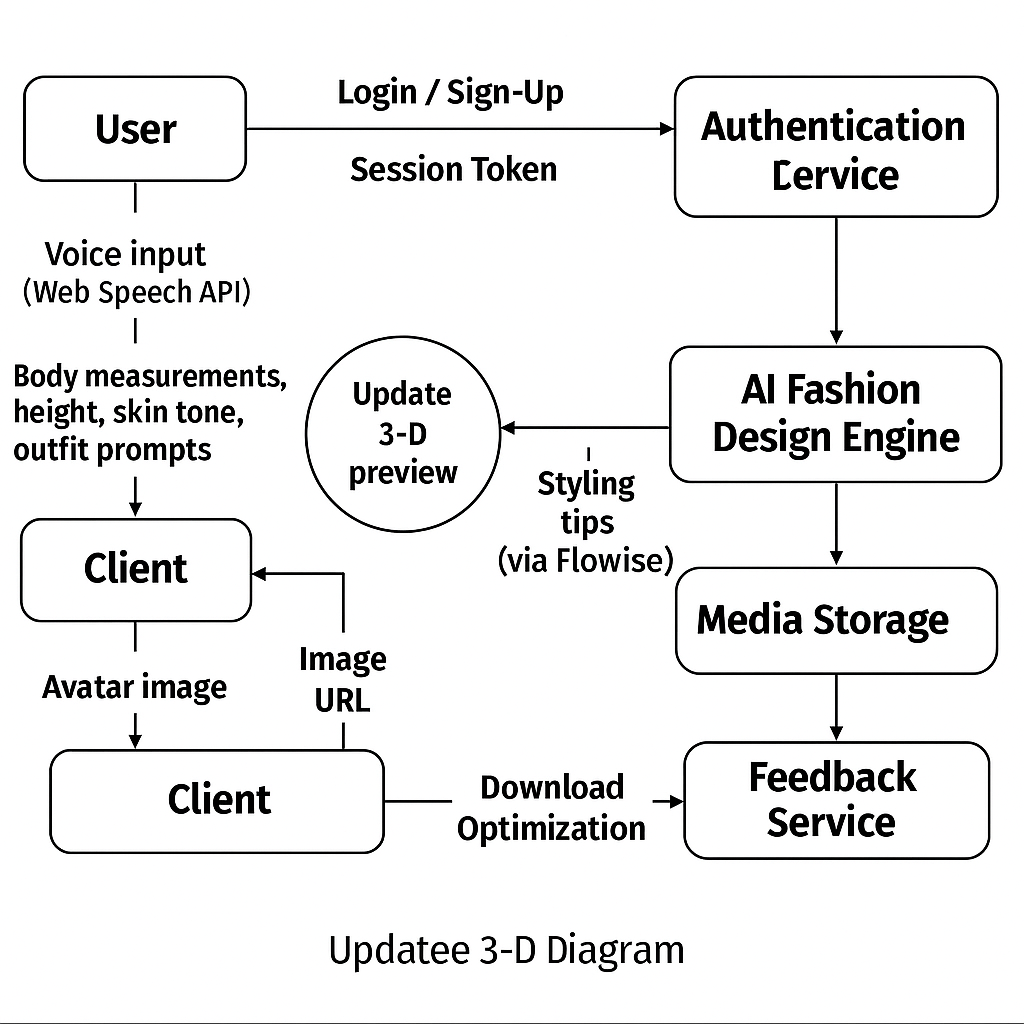 Login / Sign-Up
User
Authentication
Session Token
Voice input
(Web Speech API)
Body measurements,
height, skin tone,
outfit prompts
Update
3-D
preview
AI Fashion
Design Engine
Styling
tips
(via Flowise)
Client
Media Storage
Image
URL
Avatar image
Client
Download
Optimization
Feedback
Service
Updatee 3-D Diagram